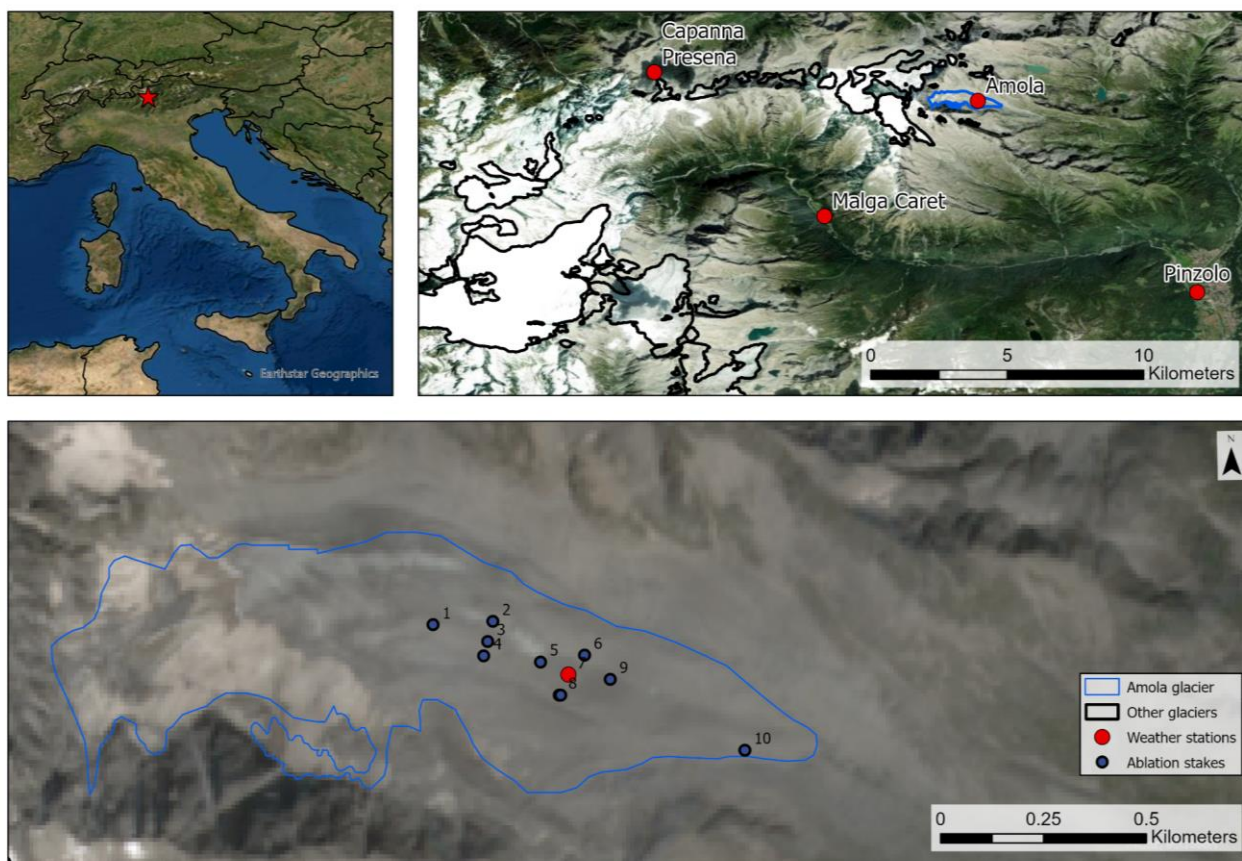 Earthstar Geographics
Capanna
Presena
Amola
Malga Caret
Pinzolo
0 5 10
Kilometers
N
1
2
3
4
5
6
7
8
9
10
Amola glacier
Other glaciers
Weather stations
Ablation stakes
0 0.25 0.5
Kilometers